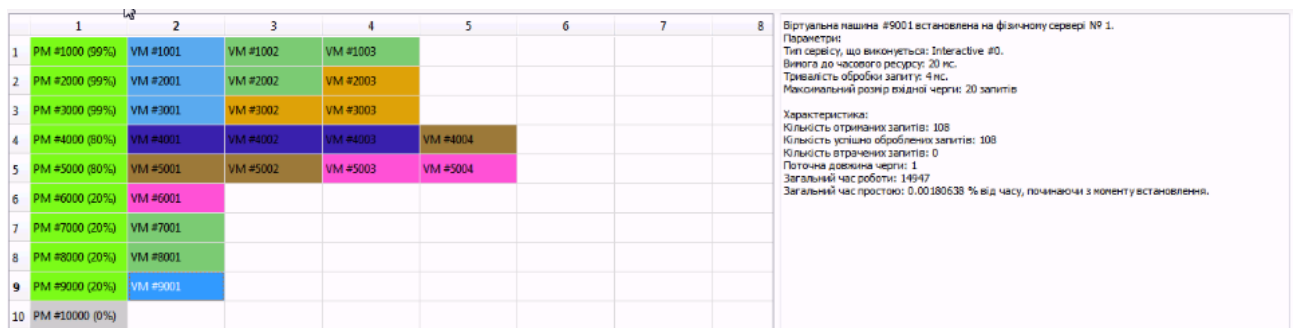 1 2 3 4 5 6 7 8
1 PM #1000 (99%) VM #1001 VM #1002 VM #1003
2 PM #2000 (99%) VM #2001 VM #2002 VM #2003
3 PM #3000 (99%) VM #3001 VM #3002 VM #3003
4 PM #4000 (80%) VM #4001 VM #4002 VM #4003 VM #4004
5 PM #5000 (80%) VM #5001 VM #5002 VM #5003 VM #5004
6 PM #6000 (20%) VM #6001
7 PM #7000 (20%) VM #7001
8 PM #8000 (20%) VM #8001
9 PM #9000 (20%) VM #9001
10 PM #10000 (0%)
Віртуальна машина #9001 встановлена на фізичному сервері № 1.
Параметри:
Тип сервісу, що виконується: Interactive #0.
Вимога до часового ресурсу: 20 мс.
Тривалість обробки запиту: 4 мс.
Максимальний розмір вхідної черги: 20 запитів
Характеристика:
Кількість отриманих запитів: 108
Кількість успішно оброблених запитів: 108
Кількість втрачених запитів: 0
Поточна довжина черги: 1
Загальний час роботи: 14947
Загальний час простою: 0.00180638 % від часу, починаючи з моменту встановлення.